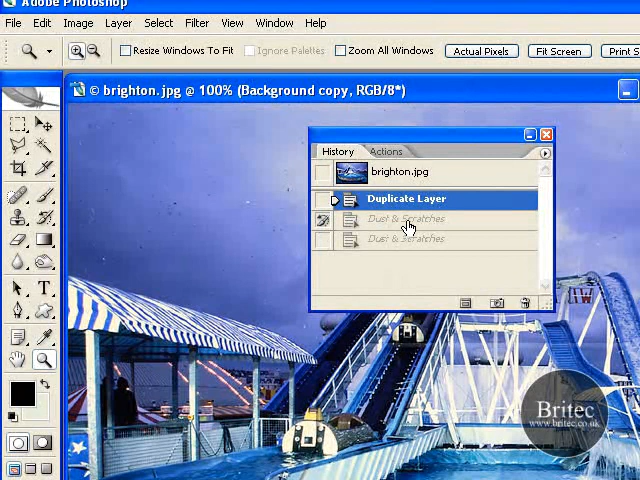 Adobe Photoshop
File Edit Image Layer Select Filter View Window Help
Resize Windows To Fit Ignore Palettes Zoom All Windows Actual Pixels Fit Screen Print S
© brighton.jpg @ 100% (Background copy, RGB/8*)
History Actions
brighton.jpg
Duplicate Layer
Dust & Scratches
Dust & Scratches
Britec
www.britec.co.uk